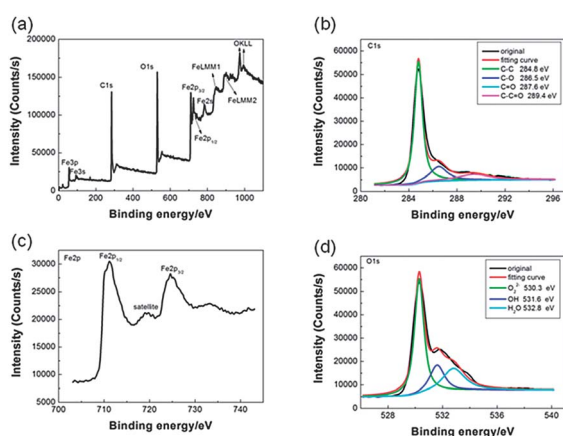 (a)
200000
150000
100000
50000
0
Intensity (Counts/s)
0 200 400 600 800 1000
Binding energy/eV
Fe3p
Fe3s
C1s
O1s
Fe2p3/2
Fe2p1/2
Fe2s
FeLMM1
FeLMM2
OKLL
(b)
C1s
60000
50000
40000
30000
20000
10000
0
Intensity (Counts/s)
280 284 288 292 296
Binding energy/eV
original
fitting curve
C-C 284.8 eV
C-O 286.5 eV
C=O 287.6 eV
C-C=O 289.4 eV
(c)
Fe2p
30000
25000
20000
15000
10000
5000
Intensity (Counts/s)
700 710 720 730 740
Binding energy/eV
Fe2p1/2
satellite
Fe2p3/2
(d)
O1s
60000
50000
40000
30000
20000
10000
0
Intensity (Counts/s)
528 532 536 540
Binding energy/eV
original
fitting curve
530.3 eV
OH 531.6 eV
H2O 532.8 eV